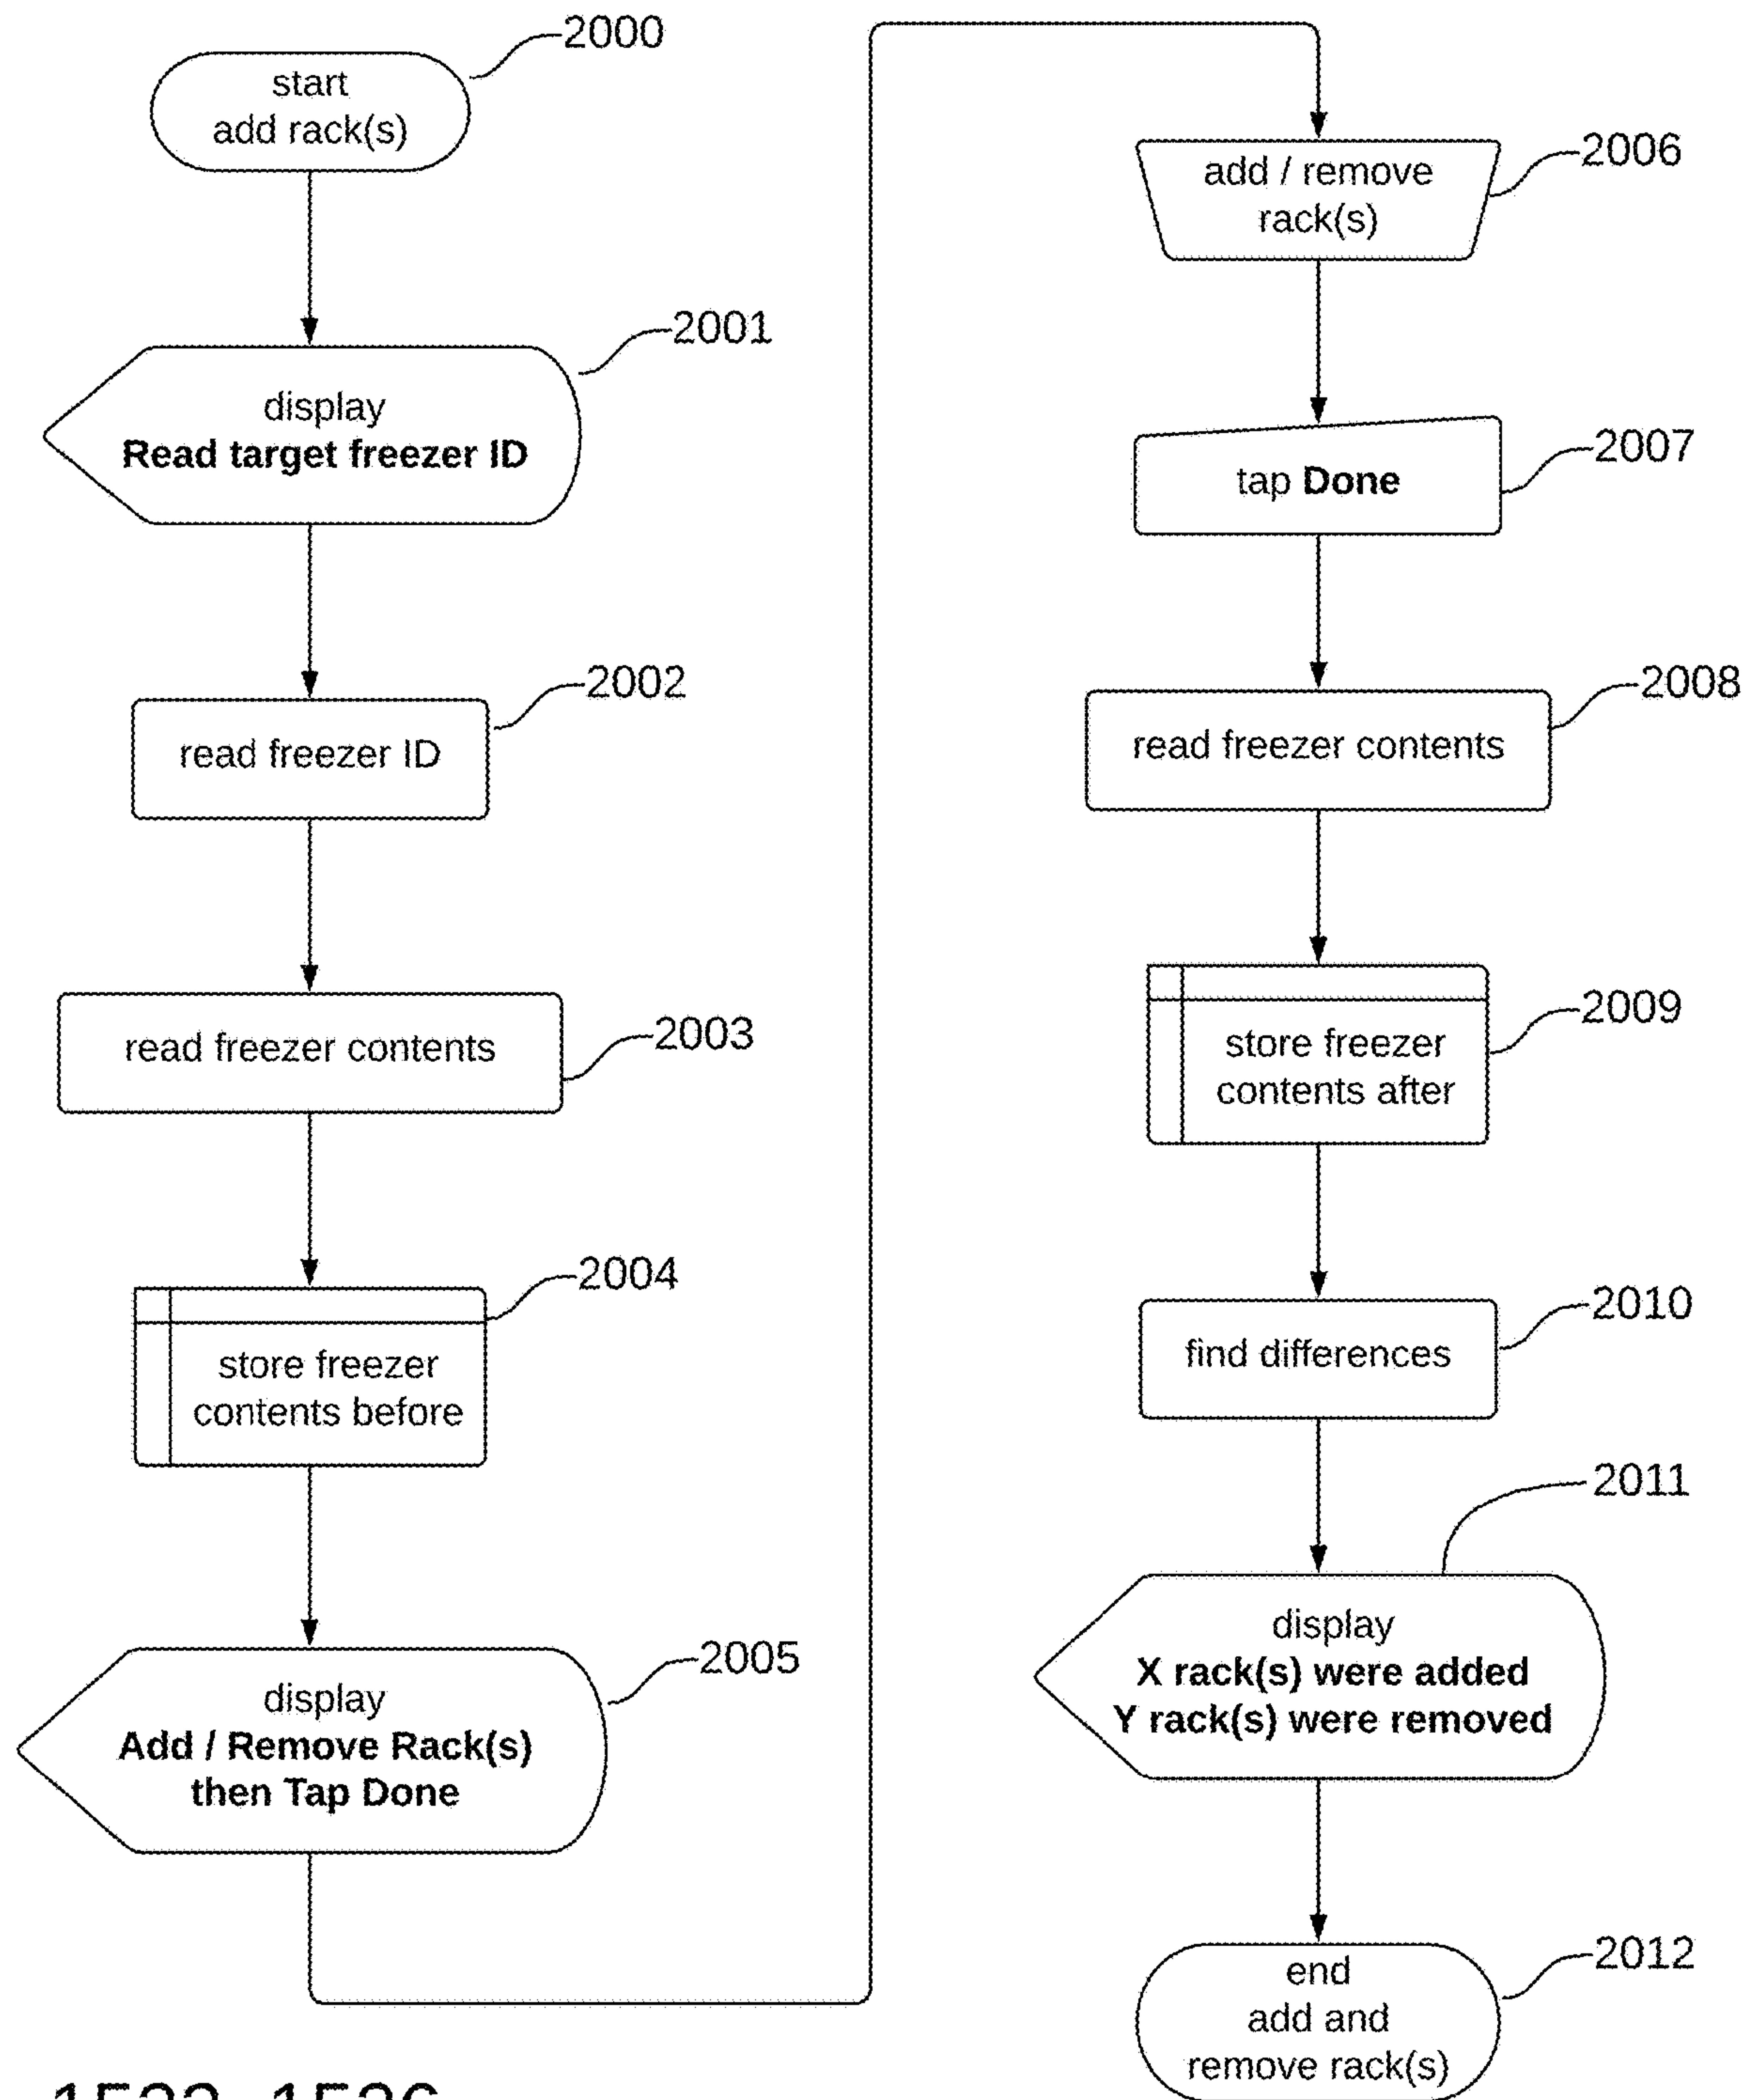 2000
start
add rack(s)
2001
display
Read target freezer ID
2002
read freezer ID
2003
read freezer contents
2004
store freezer
contents before
2005
display
Add / Remove Rack(s)
then Tap Done
2006
add / remove
rack(s)
2007
tap Done
2008
read freezer contents
2009
store freezer
contents after
2010
find differences
2011
display
X rack(s) were added
Y rack(s) were removed
2012
end
add and
remove rack(s)